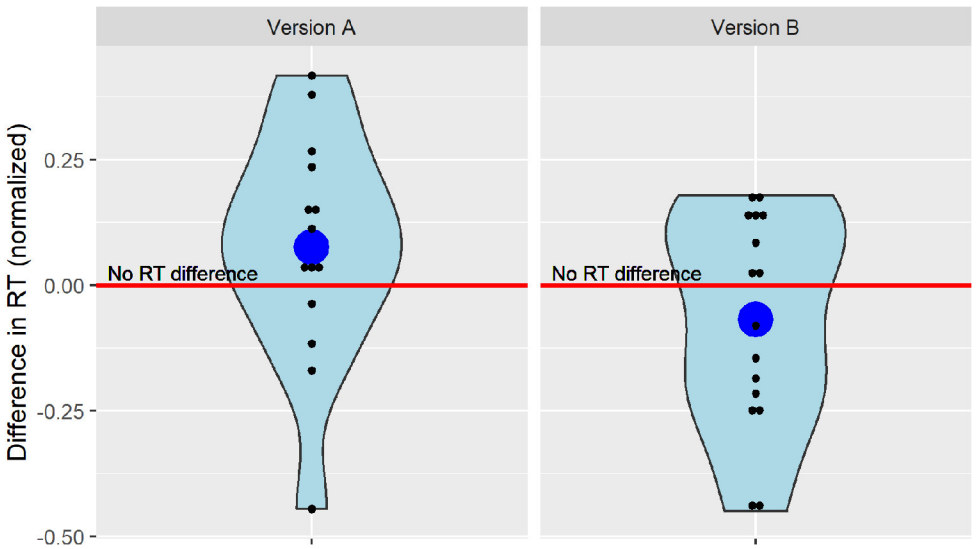 Version A
Version B
Difference in RT (normalized)
0.25
0.00
-0.25
-0.50
No RT difference
No RT difference